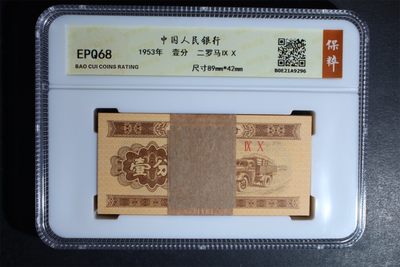 中国人民银行
EPQ68
1953年 壹分 二罗马Ⅸ Ⅹ
BAO CUI COINS RATING
尺寸89mm*42mm
B0E21A9296
保粹
壹分
Ⅸ Ⅹ